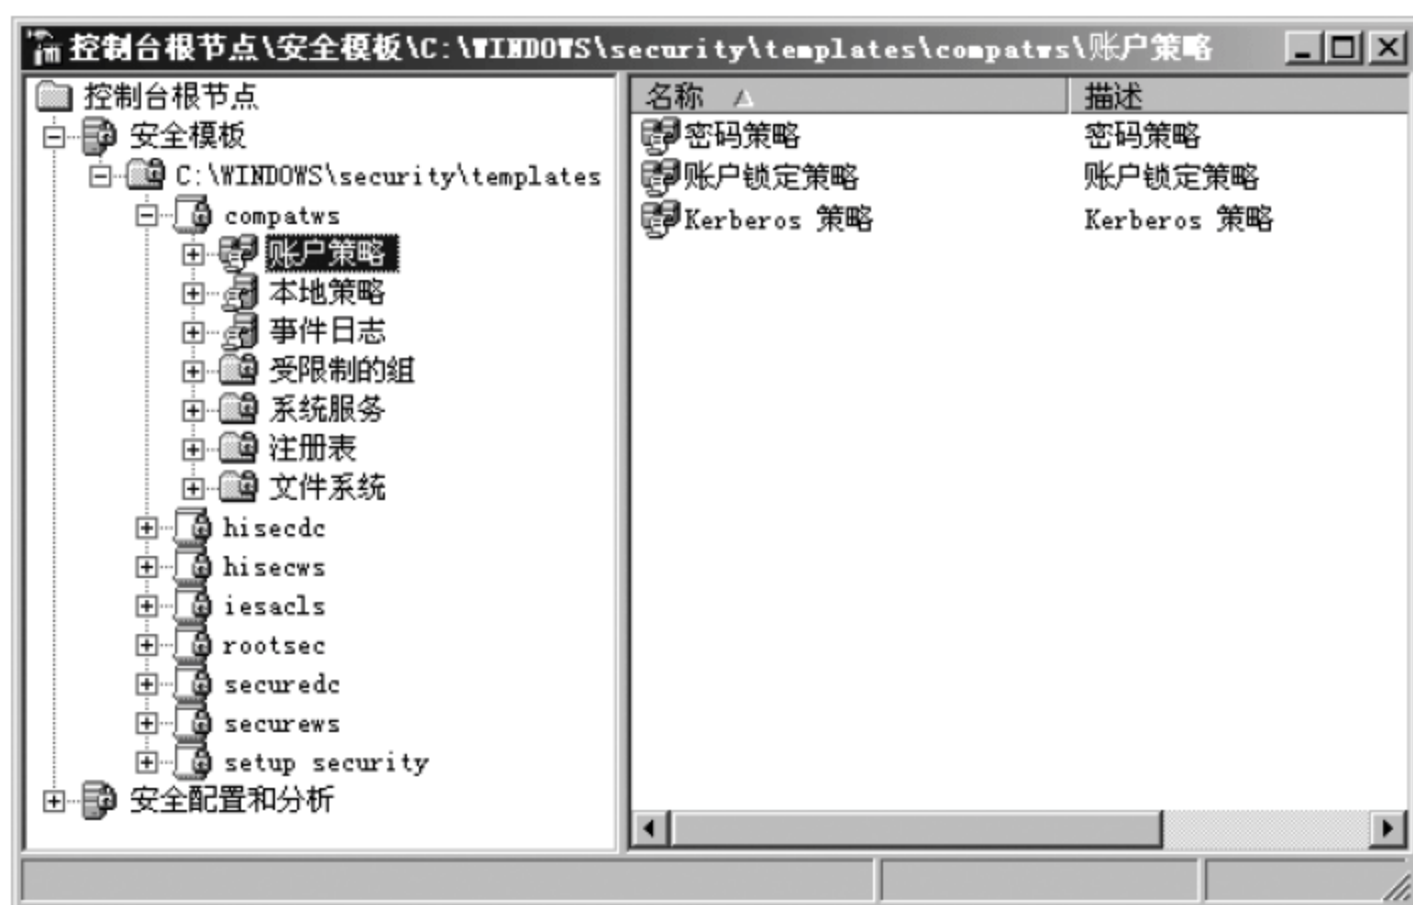 控制台根节点\安全模板\C:\WINDOWS\security\templates\compatws\账户策略
控制台根节点
安全模板
C:\WINDOWS\security\templates
compatws
账户策略
本地策略
事件日志
受限制的组
系统服务
注册表
文件系统
hisecdc
hisecws
iesacls
rootsec
securedc
securews
setup security
安全配置和分析
名称 描述
密码策略 密码策略
账户锁定策略 账户锁定策略
Kerberos 策略 Kerberos 策略